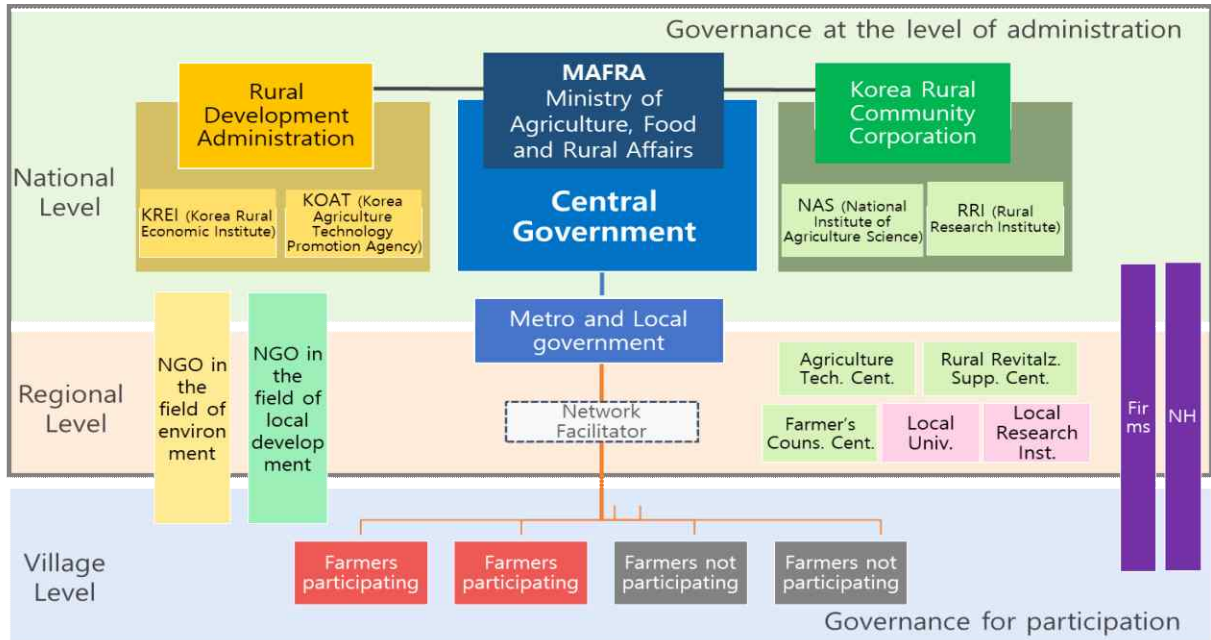 Governance at the level of administration
National
Level
Rural
Development
Administration
MAFRA
Ministry of
Agriculture, Food
and Rural Affairs
Korea Rural
Community
Corporation
KREI (Korea Rural
Economic Institute)
KOAT (Korea
Agriculture
Technology
Promotion Agency)
Central
Government
NAS (National
Institute of
Agriculture Science)
RRI (Rural
Research Institute)
Regional
Level
NGO in
the
field of
environ
ment
NGO in
the
field of
local
develop
ment
Metro and Local
government
Network
Facilitator
Agriculture
Tech. Cent.
Rural Revitalz.
Supp. Cent.
Farmer's
Couns. Cent.
Local
Univ.
Local
Research
Inst.
Fir
ms
NH
Village
Level
Farmers
participating
Farmers
participating
Farmers not
participating
Farmers not
participating
Governance for participation